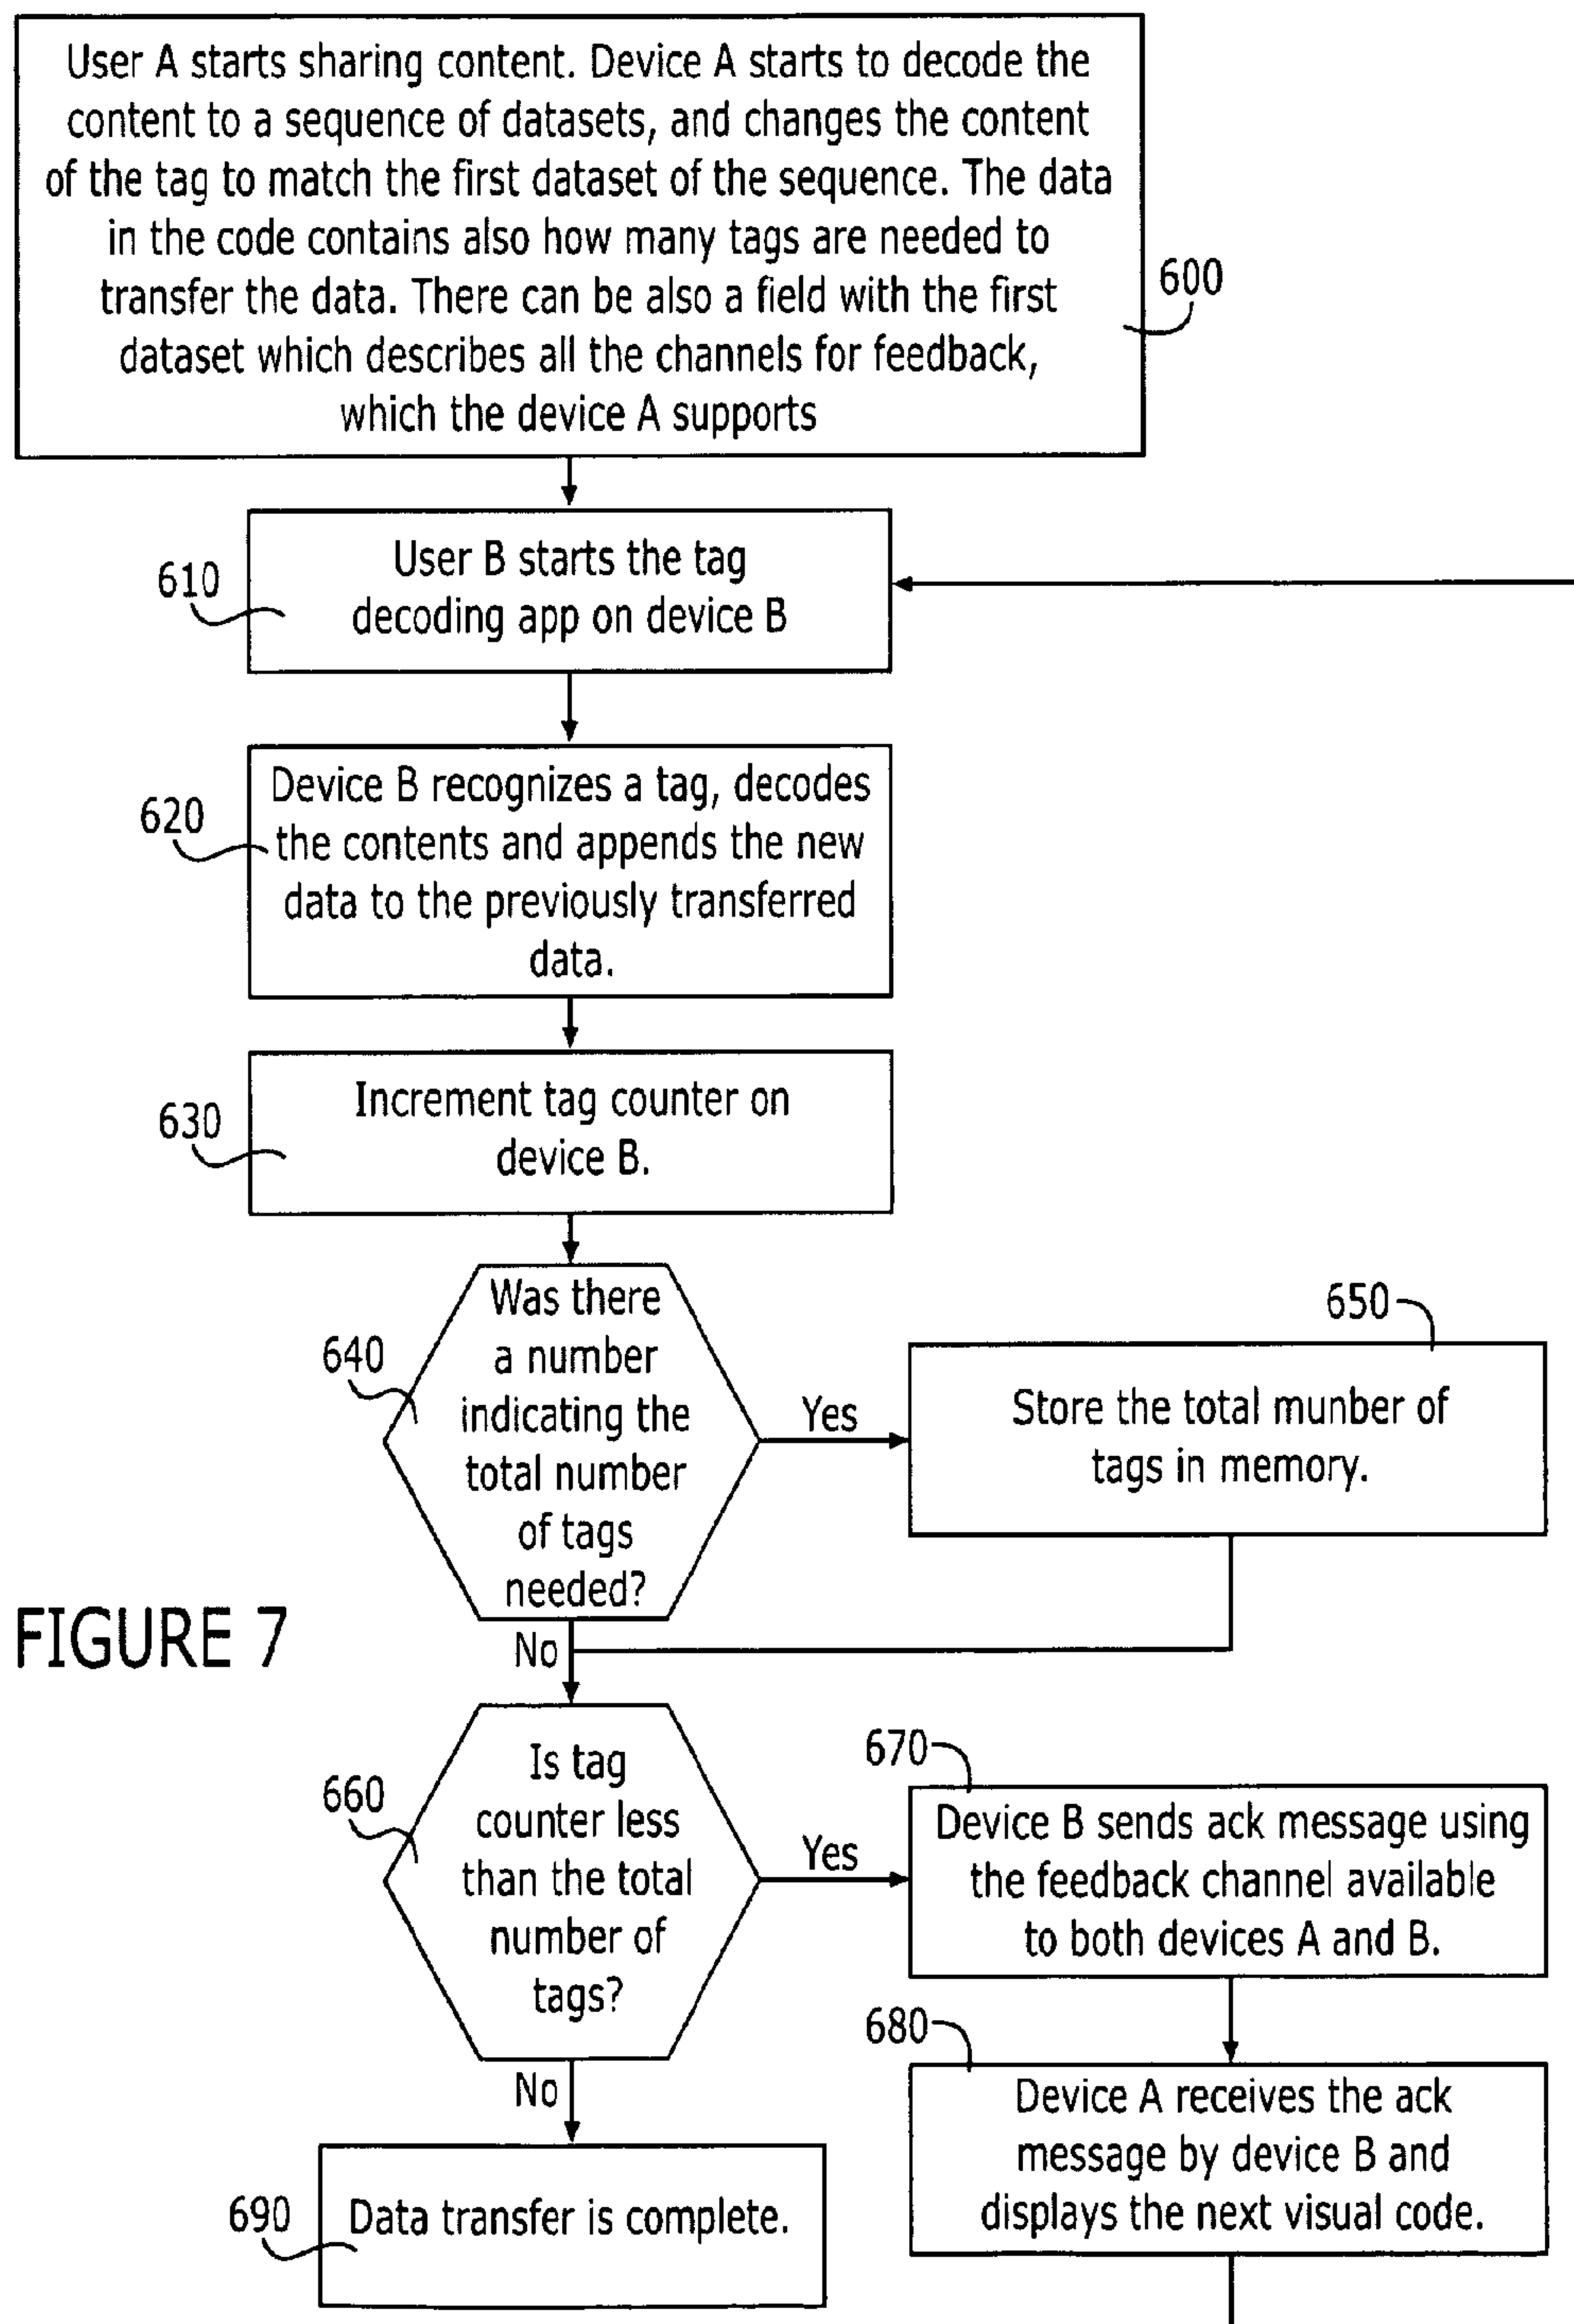 User A starts sharing content. Device A starts to decode the
content to a sequence of datasets, and changes the content
of the tag to match the first dataset of the sequence. The data
in the code contains also how many tags are needed to
transfer the data. There can be also a field with the first
dataset which describes all the channels for feedback,
which the device A supports
600
610
User B starts the tag
decoding app on device B
620
Device B recognizes a tag, decodes
the contents and appends the new
data to the previously transferred
data.
630
Increment tag counter on
device B.
640
Was there
a number
indicating the
total number
of tags
needed?
Yes
650
Store the total munber of
tags in memory.
FIGURE 7
No
660
Is tag
counter less
than the total
number of
tags?
Yes
670
Device B sends ack message using
the feedback channel available
to both devices A and B.
680
Device A receives the ack
message by device B and
displays the next visual code.
No
690
Data transfer is complete.